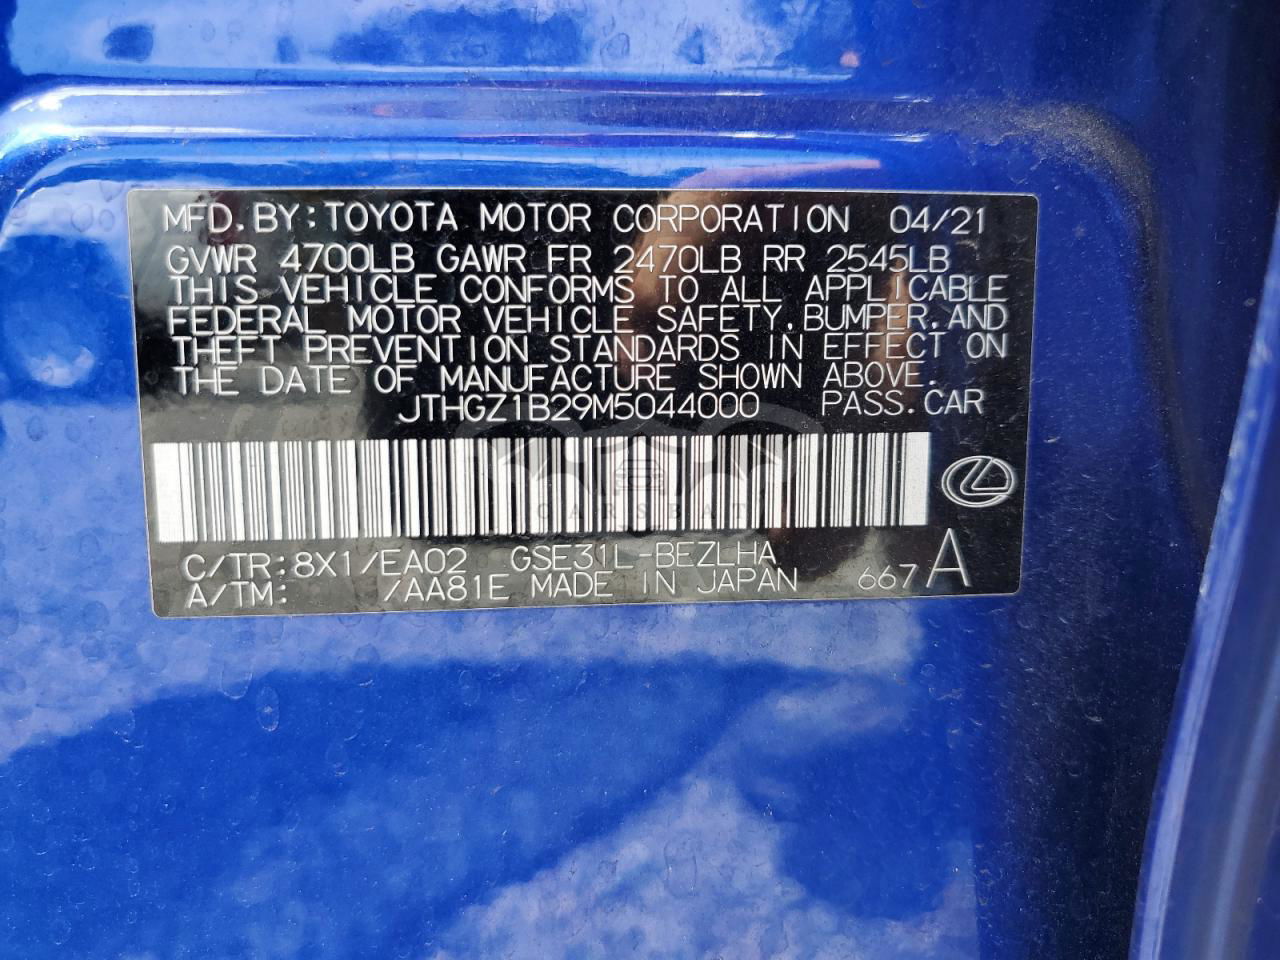 MFD.BY:TOYOTA MOTOR CORPORATION 04/21
GVWR 4700LB GAWR FR 2470LB RR 2545LB
THIS VEHICLE CONFORMS TO ALL APPLICABLE
FEDERAL MOTOR VEHICLE SAFETY,BUMPER,AND
THEFT PREVENTION STANDARDS IN EFFECT ON
THE DATE OF MANUFACTURE SHOWN ABOVE.
JTHGZ1B29M5044000 PASS.CAR
CARSBAT
C/TR:8X1/EA02 GSE31L-BEZLHA
A/TM: /AA81E MADE IN JAPAN 667A